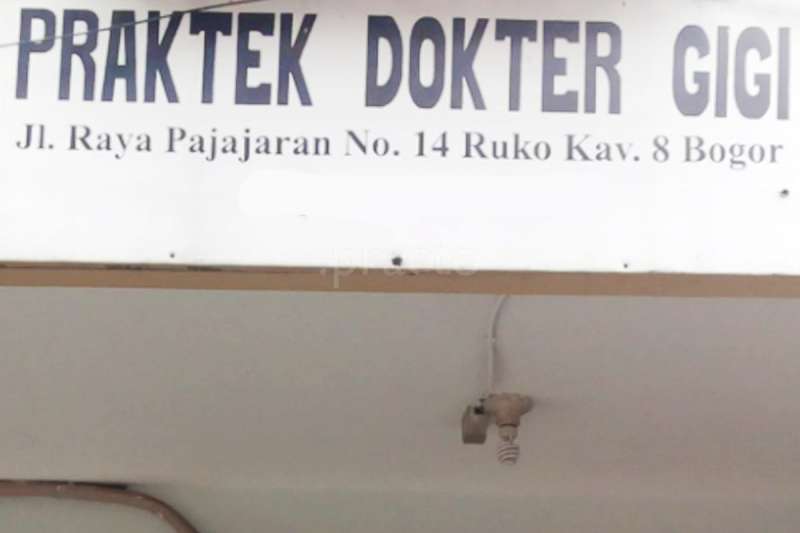 PRAKTEK DOKTER GIGI
Jl. Raya Pajajaran No. 14 Ruko Kav. 8 Bogor